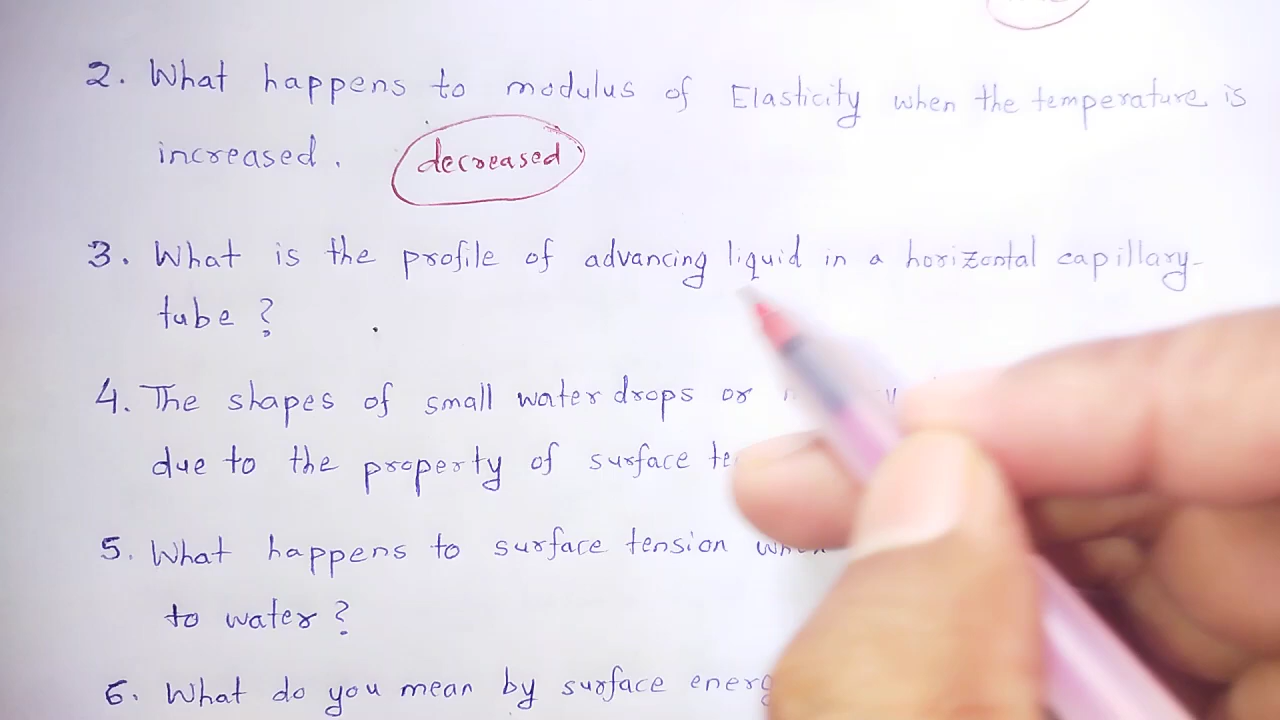 2. What happens to modulus of Elasticity when the temperature is
increased. decreased
3. What is the profile of advancing liquid in a horizontal capillary
tube ?
4. The shapes of small water drops or
due to the property of surface
5. What happens to surface tension
to water ?
6. What do you mean by surface